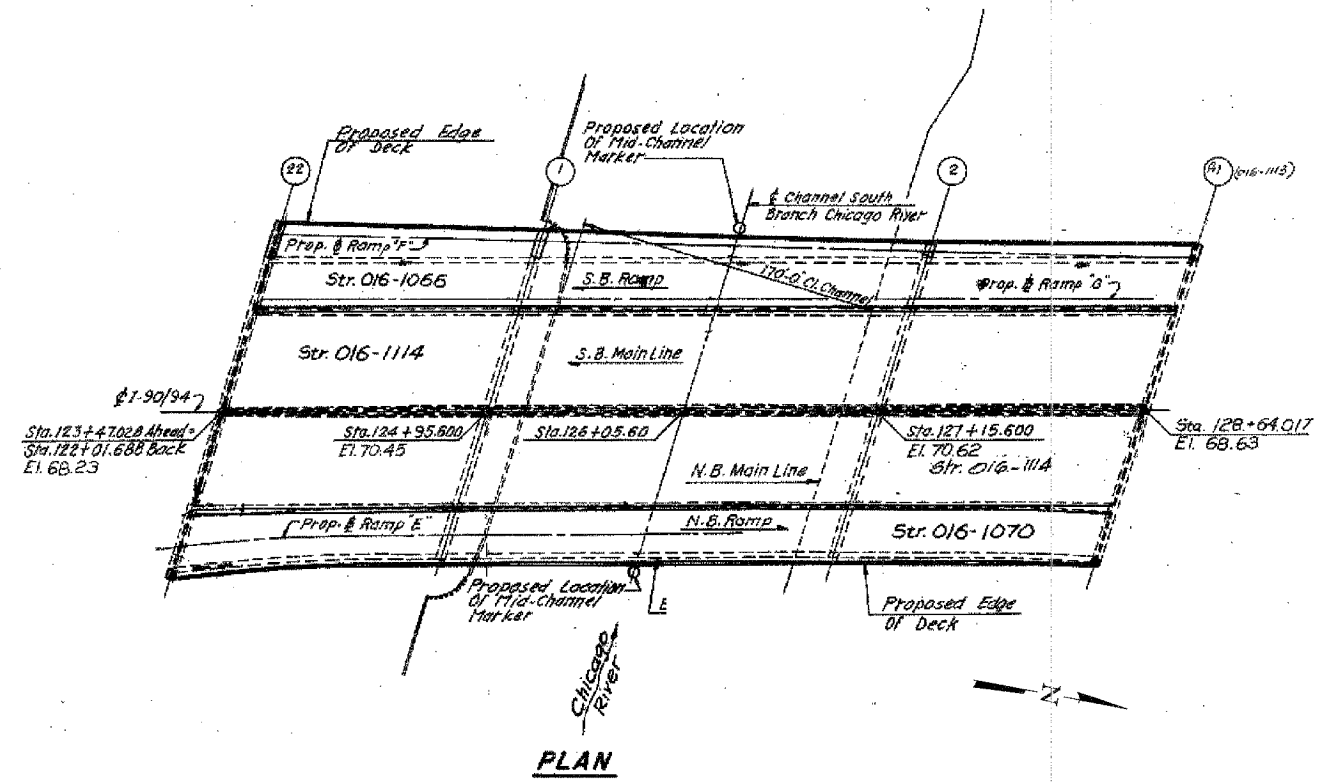 Proposed Edge
Of Deck
Proposed Location
Of Mid-Channel
Marker
22
1
2
A1 (016-1113)
₵ Channel South
Branch Chicago River
Prop. ₵ Ramp "F"
Str. 016-1066
S.B. Ramp
170'-0" Cl. Channel
Prop. ₵ Ramp "G"
Str. 016-1114
S.B. Main Line
₵ I-90/94
Sta. 123+47.028 Ahead=
Sta. 122+01.688 Back
El. 68.23
Sta. 124+95.600
El. 70.45
Sta. 126+05.60
Sta. 127+15.600
El. 70.62
Str. 016-1114
Sta. 128+64.017
El. 68.63
N.B. Main Line
Prop. ₵ Ramp "E"
N.B. Ramp
Str. 016-1070
Proposed Location
Of Mid-Channel
Marker
E
Proposed Edge
Of Deck
Chicago
River
N
PLAN